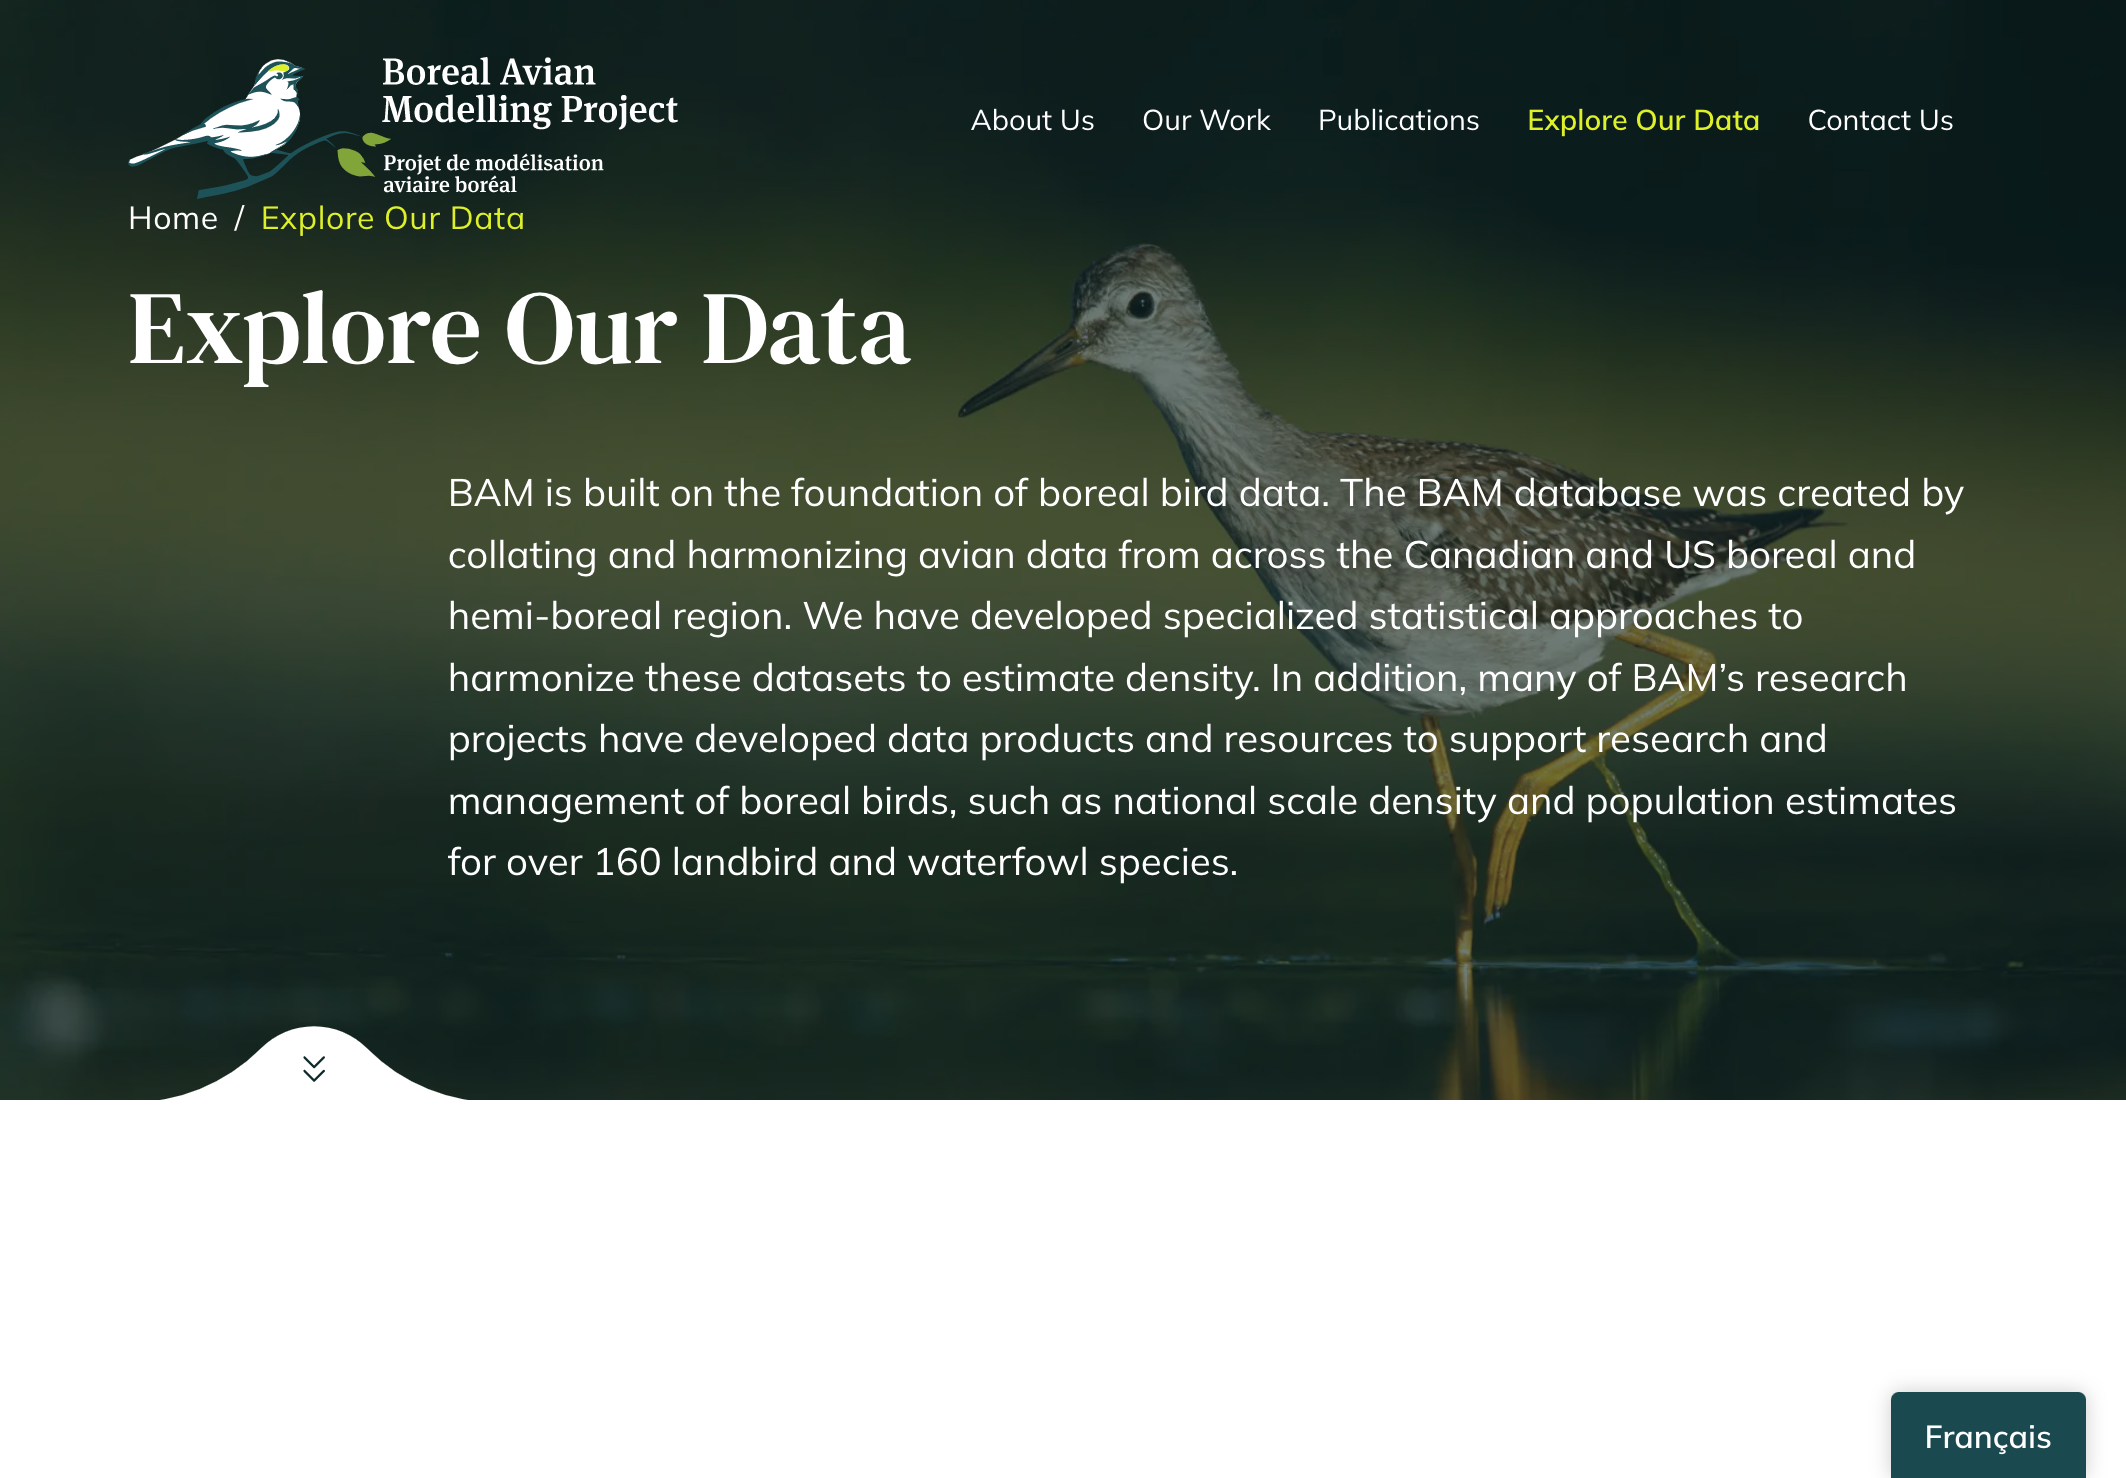 Boreal Avian
Modelling Project
Projet de modélisation
aviaire boréal
About Us
Our Work
Publications
Explore Our Data
Contact Us
Home / Explore Our Data
Explore Our Data
BAM is built on the foundation of boreal bird data. The BAM database was created by
collating and harmonizing avian data from across the Canadian and US boreal and
hemi-boreal region. We have developed specialized statistical approaches to
harmonize these datasets to estimate density. In addition, many of BAM’s research
projects have developed data products and resources to support research and
management of boreal birds, such as national scale density and population estimates
for over 160 landbird and waterfowl species.
Français